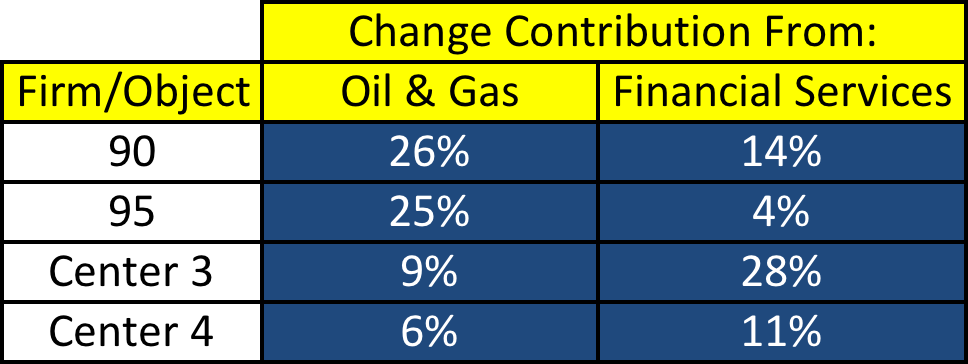 Change Contribution From:
Firm/Object Oil & Gas Financial Services
90 26% 14%
95 25% 4%
Center 3 9% 28%
Center 4 6% 11%